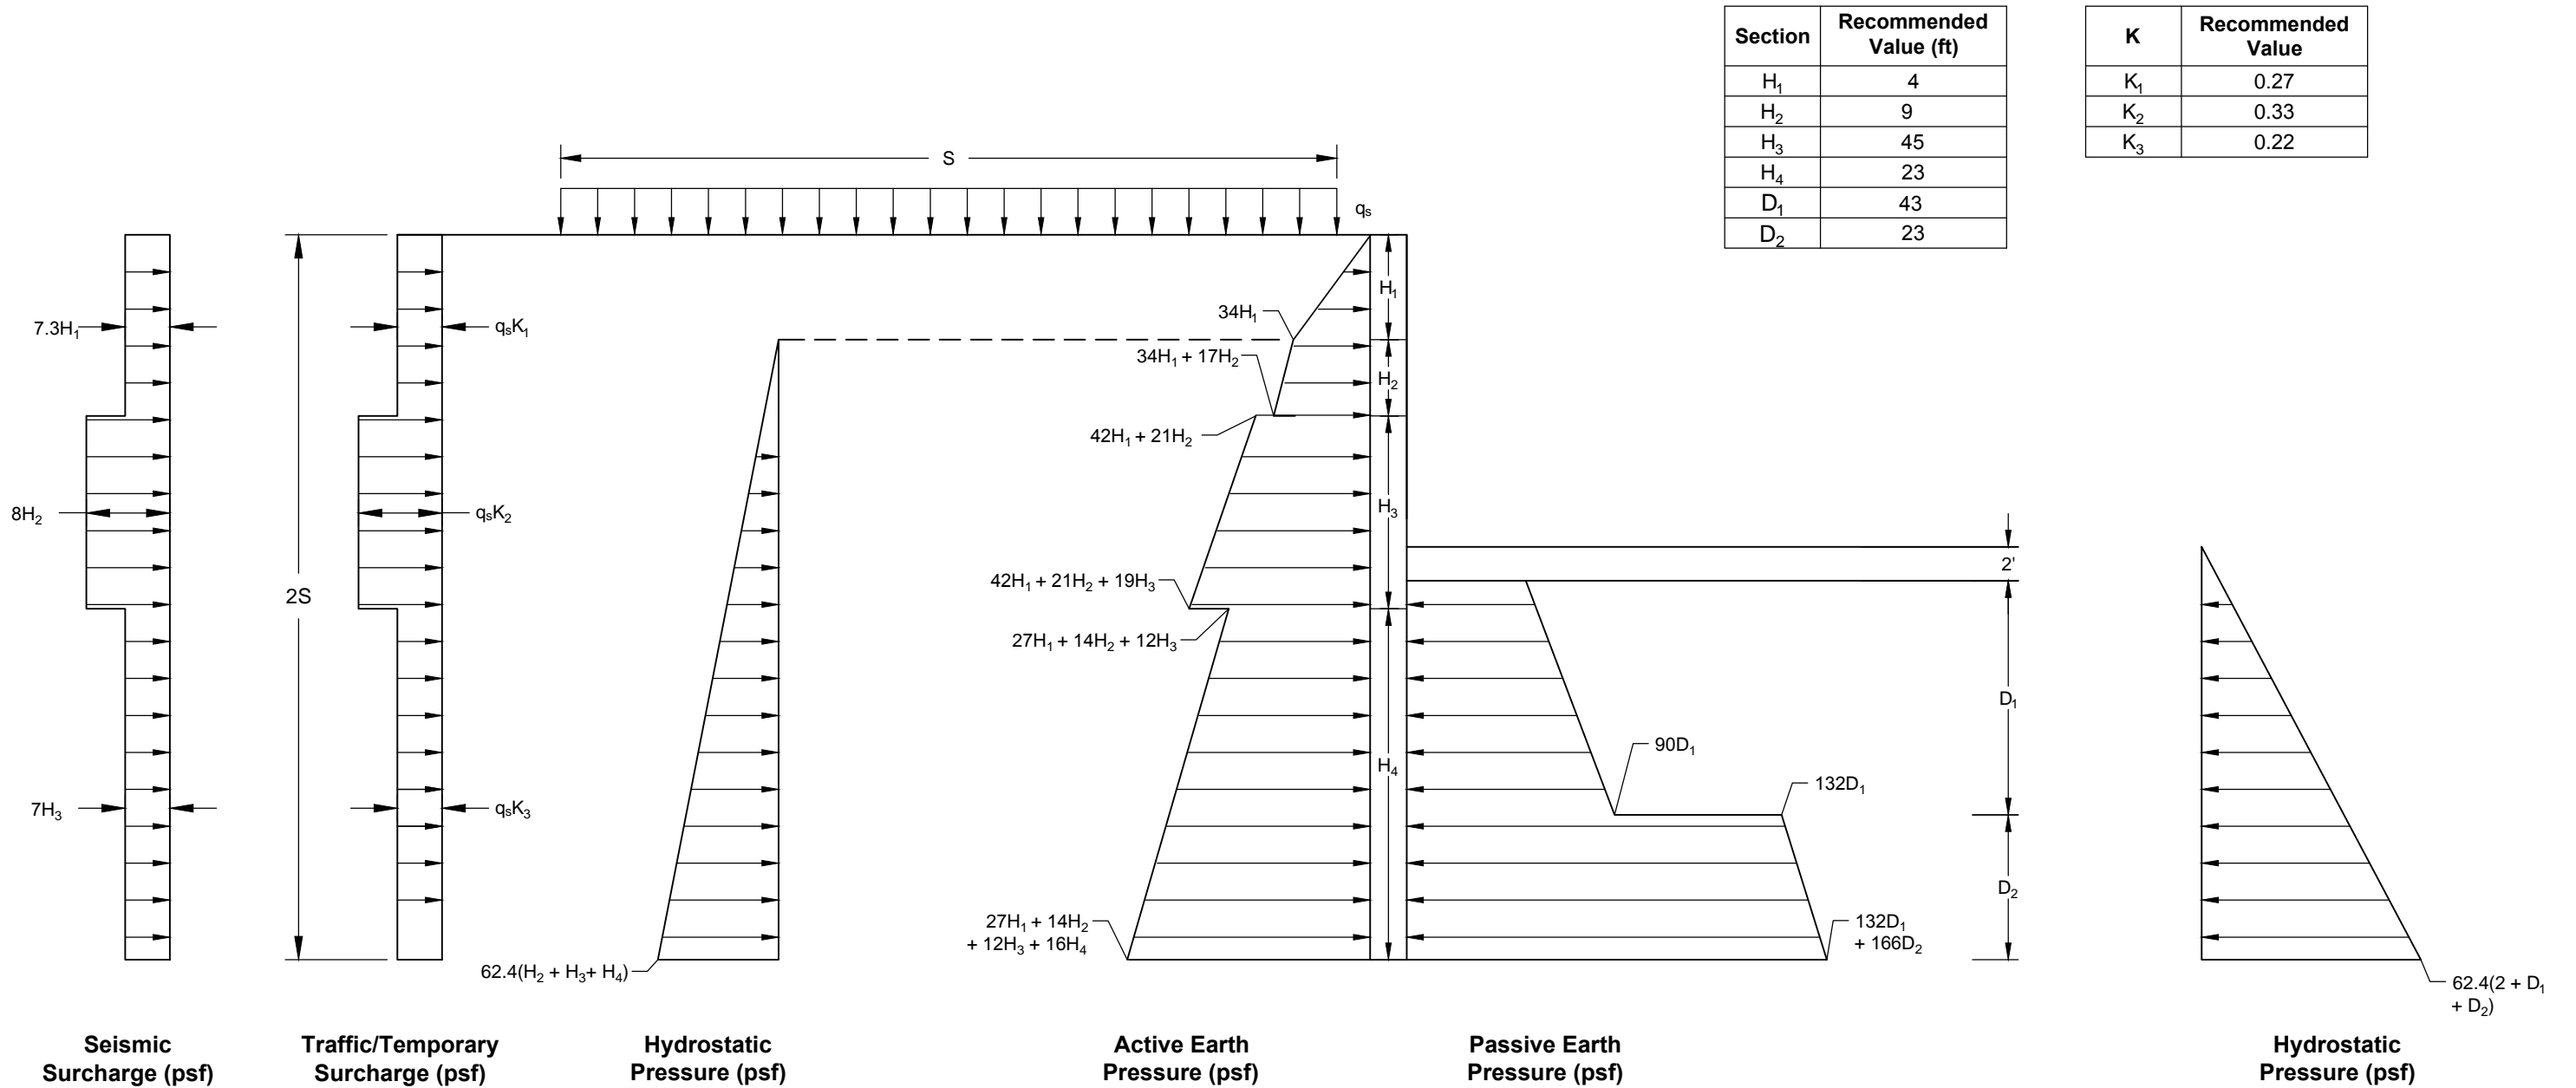 Section Recommended Value (ft)
H₁ 4
H₂ 9
H₃ 45
H₄ 23
D₁ 43
D₂ 23
K Recommended Value
K₁ 0.27
K₂ 0.33
K₃ 0.22
S
qₛ
7.3H₁
8H₂
7H₃
2S
qₛK₁
qₛK₂
qₛK₃
62.4(H₂ + H₃+ H₄)
34H₁
34H₁ + 17H₂
42H₁ + 21H₂
42H₁ + 21H₂ + 19H₃
27H₁ + 14H₂ + 12H₃
27H₁ + 14H₂
+ 12H₃ + 16H₄
H₁
H₂
H₃
H₄
2'
D₁
D₂
90D₁
132D₁
132D₁
+ 166D₂
62.4(2 + D₁
+ D₂)
Seismic
Surcharge (psf)
Traffic/Temporary
Surcharge (psf)
Hydrostatic
Pressure (psf)
Active Earth
Pressure (psf)
Passive Earth
Pressure (psf)
Hydrostatic
Pressure (psf)